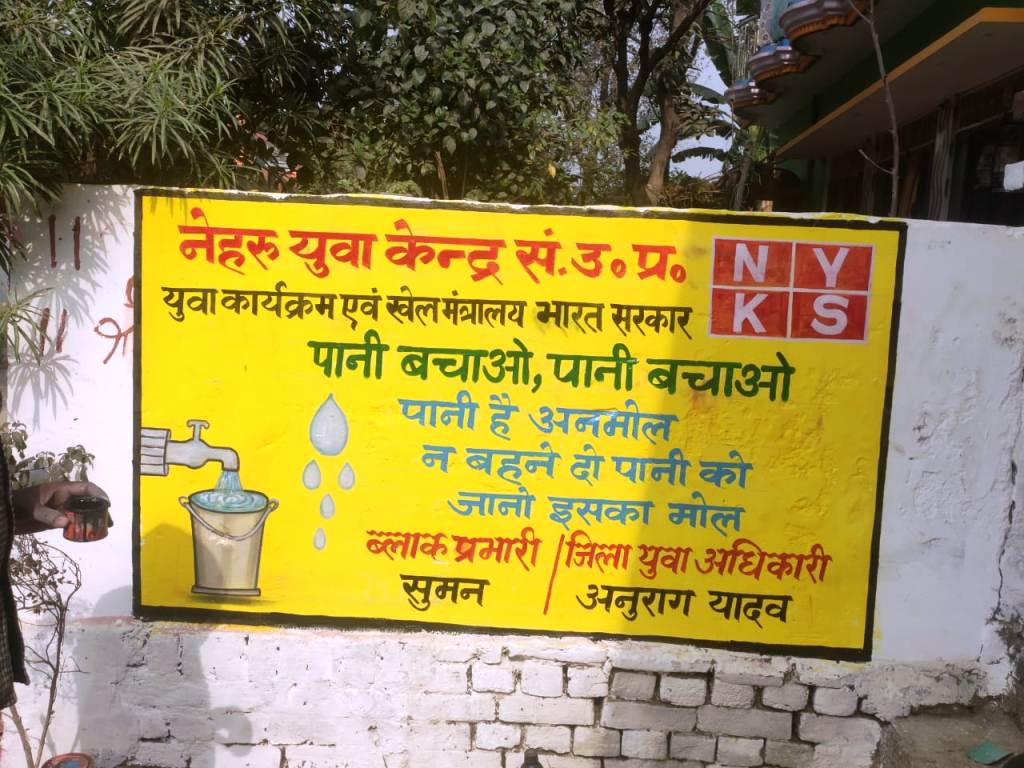 नेहरू युवा केन्द्र सं.उ॰प्र॰
NY
KS
युवा कार्यक्रम एवं खेल मंत्रालय भारत सरकार
पानी बचाओ, पानी बचाओ
पानी है अनमोल
न बहने दो पानी को
जानो इसका मोल
ब्लाक प्रभारी / जिला युवा अधिकारी
सुमन / अनुराग यादव